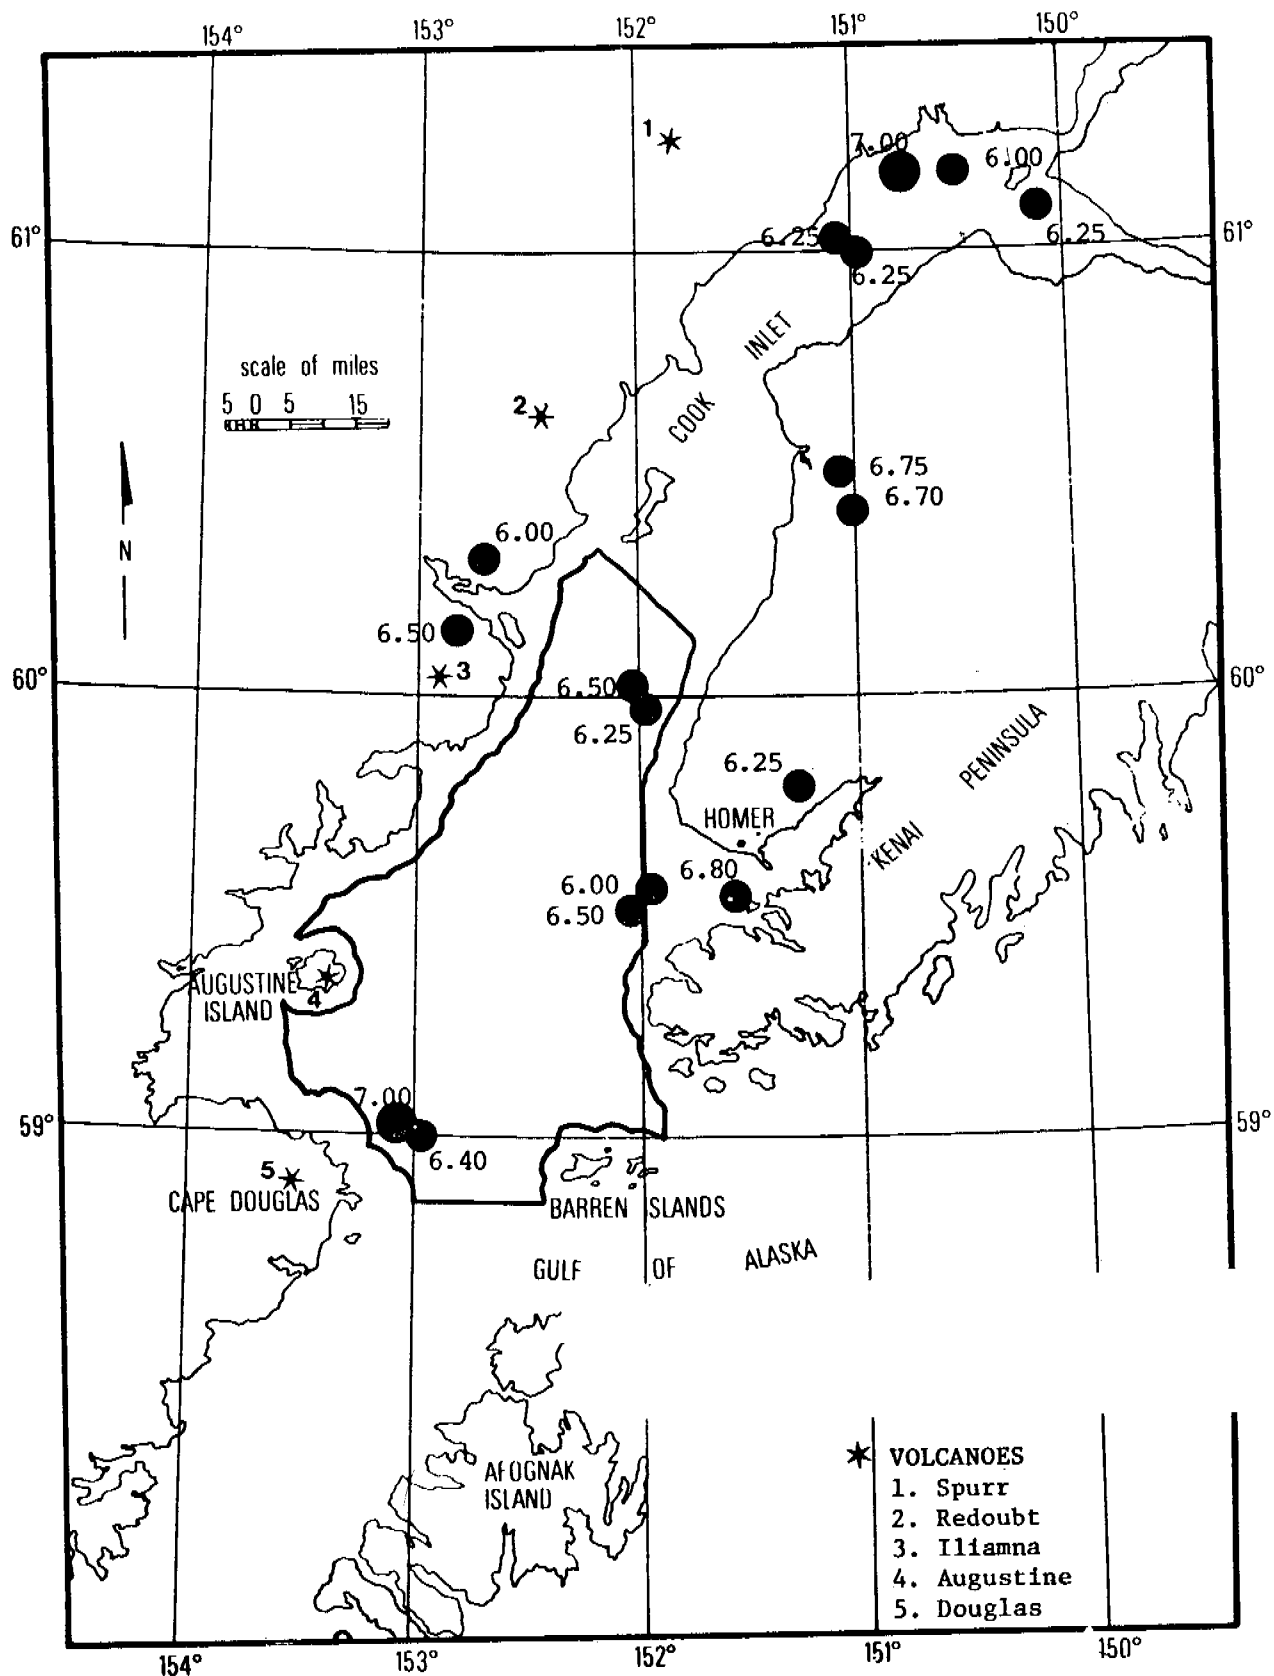 154° 153° 152° 151° 150°
1
7.00
6.00
61°
6.25
6.25
61°
6.25
INLET
scale of miles
5 0 5 15
2
COOK
6.75
6.70
N
6.00
6.50
3
60°
6.50
60°
6.25
PENINSULA
6.25
HOMER
KENAI
6.80
6.00
6.50
AUGUSTINE
ISLAND
4
7.00
59°
59°
6.40
5
CAPE DOUGLAS
BARREN ISLANDS
GULF OF ALASKA
AFOGNAK
ISLAND
VOLCANOES
1. Spurr
2. Redoubt
3. Iliamna
4. Augustine
5. Douglas
154° 153° 152° 151° 150°